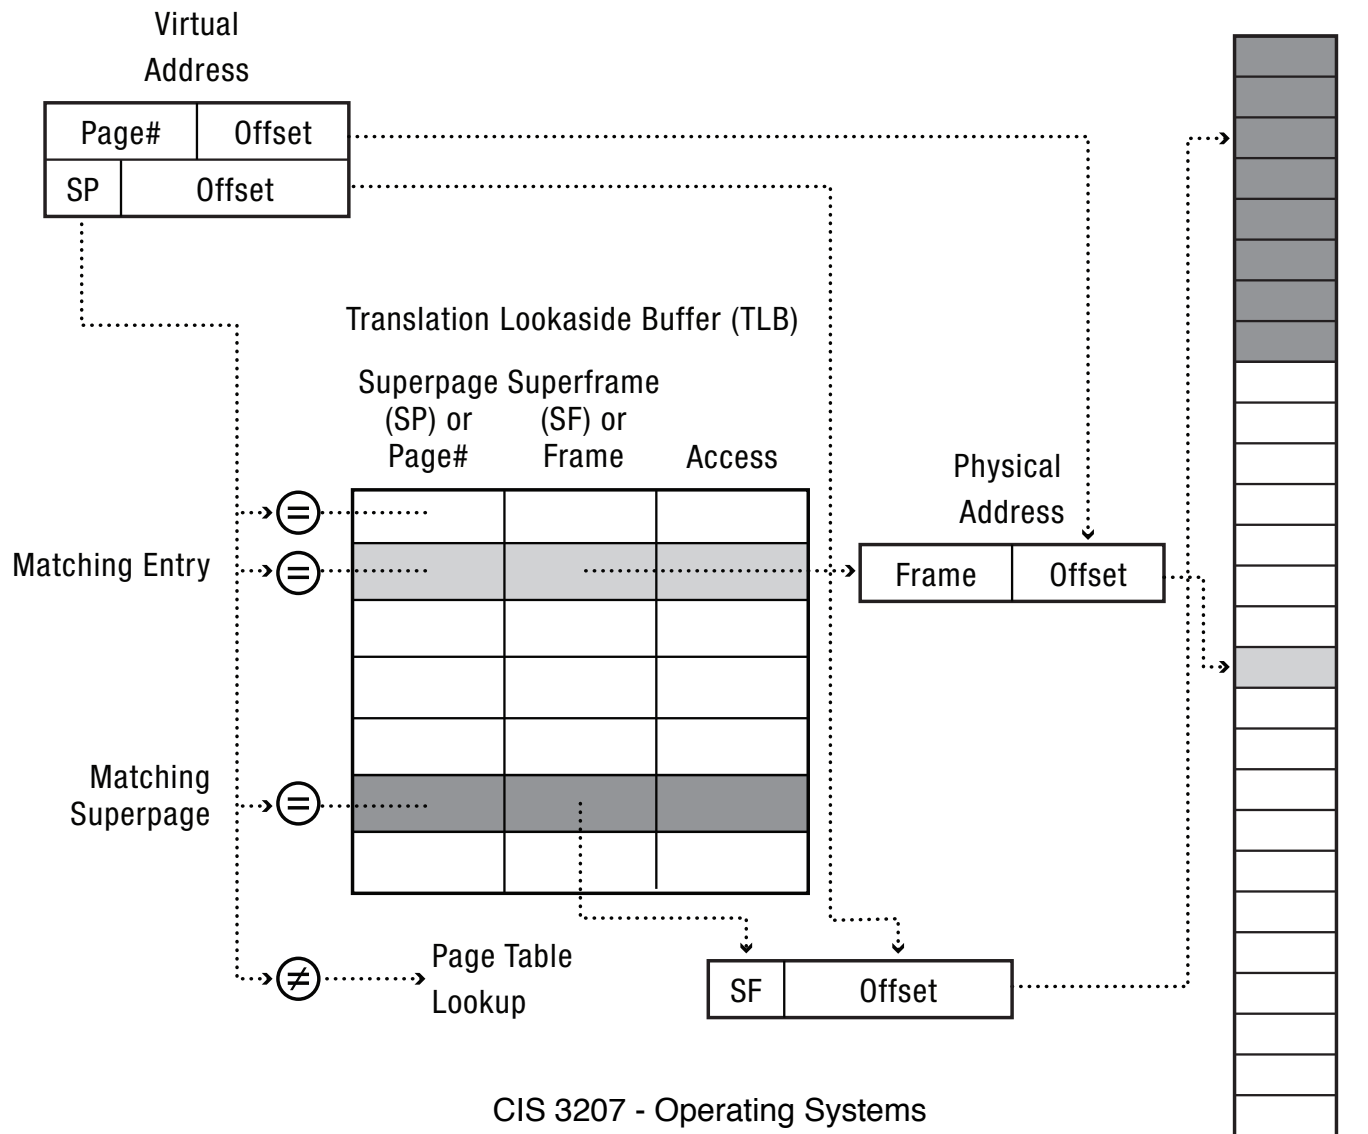 Virtual
Address
Page#
Offset
SP
Offset
Translation Lookaside Buffer (TLB)
Superpage
(SP) or
Page#
Superframe
(SF) or
Frame
Access
Physical
Address
=
Matching Entry
=
Frame
Offset
Matching
Superpage
=
≠
Page Table
Lookup
SF
Offset
CIS 3207 - Operating Systems